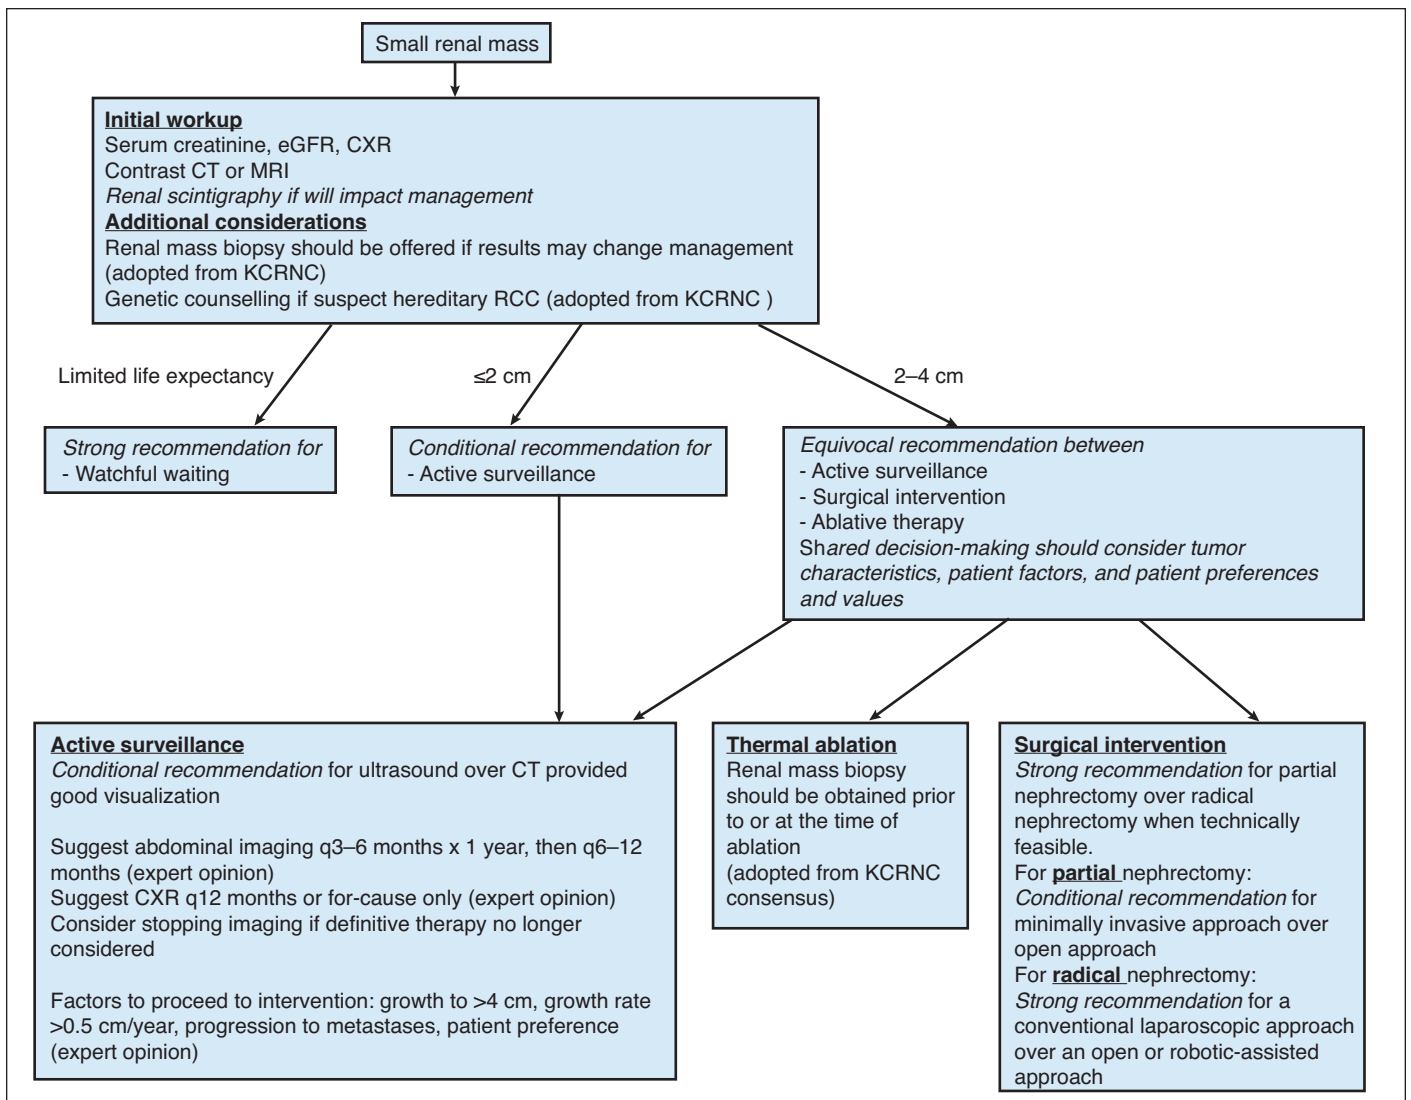 Small renal mass
Initial workup
Serum creatinine, eGFR, CXR
Contrast CT or MRI
Renal scintigraphy if will impact management
Additional considerations
Renal mass biopsy should be offered if results may change management
(adopted from KCRNC)
Genetic counselling if suspect hereditary RCC (adopted from KCRNC )
Limited life expectancy
≤2 cm
2–4 cm
Strong recommendation for
- Watchful waiting
Conditional recommendation for
- Active surveillance
Equivocal recommendation between
- Active surveillance
- Surgical intervention
- Ablative therapy
Shared decision-making should consider tumor
characteristics, patient factors, and patient preferences
and values
Active surveillance
Conditional recommendation for ultrasound over CT provided
good visualization
Suggest abdominal imaging q3–6 months x 1 year, then q6–12
months (expert opinion)
Suggest CXR q12 months or for-cause only (expert opinion)
Consider stopping imaging if definitive therapy no longer
considered
Factors to proceed to intervention: growth to >4 cm, growth rate
>0.5 cm/year, progression to metastases, patient preference
(expert opinion)
Thermal ablation
Renal mass biopsy
should be obtained prior
to or at the time of
ablation
(adopted from KCRNC
consensus)
Surgical intervention
Strong recommendation for partial
nephrectomy over radical
nephrectomy when technically
feasible.
For partial nephrectomy:
Conditional recommendation for
minimally invasive approach over
open approach
For radical nephrectomy:
Strong recommendation for a
conventional laparoscopic approach
over an open or robotic-assisted
approach